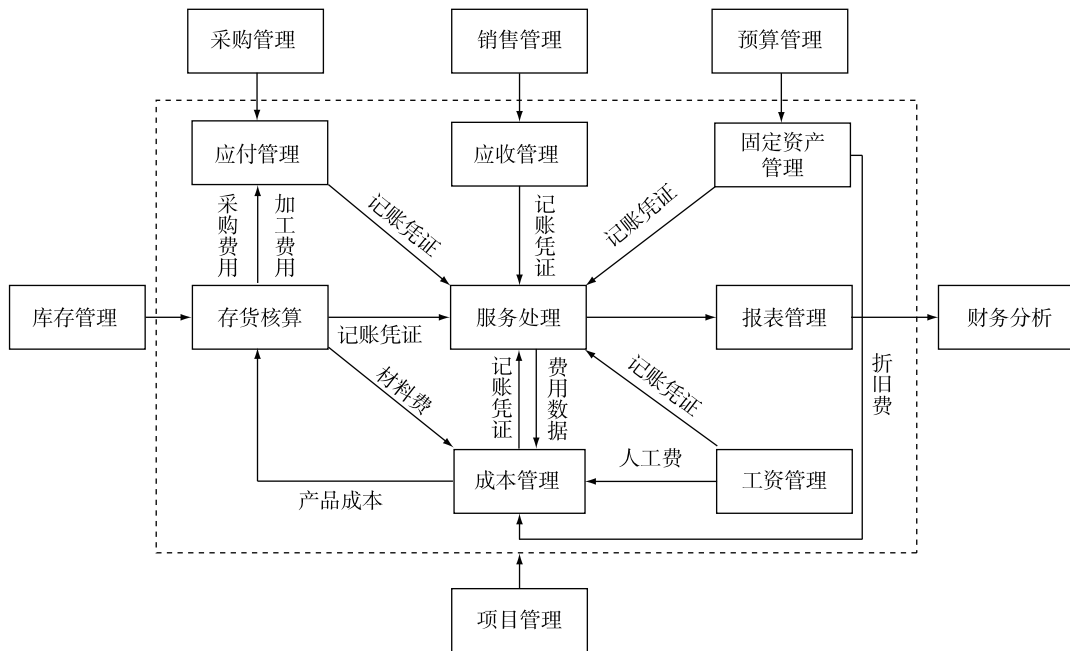 采购管理
销售管理
预算管理
应付管理
应收管理
固定资产
管理
采购费用
加工费用
记账凭证
记账凭证
记账凭证
库存管理
存货核算
记账凭证
服务处理
报表管理
财务分析
材料费
记账凭证
费用数据
记账凭证
折旧费
人工费
产品成本
成本管理
工资管理
项目管理